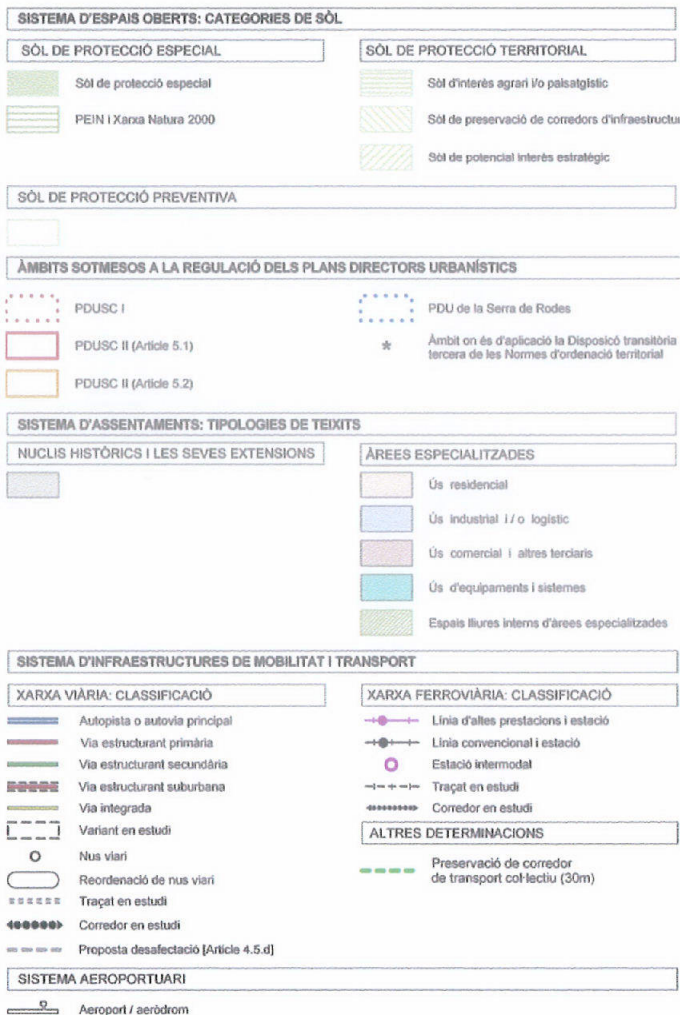 SISTEMA D'ESPAIS OBERTS: CATEGORIES DE SÒL
SÒL DE PROTECCIÓ ESPECIAL
Sòl de protecció especial
PEIN i Xarxa Natura 2000
SÒL DE PROTECCIÓ TERRITORIAL
Sòl d'interès agrari i/o paisatgístic
Sòl de preservació de corredors d'infraestructur
Sòl de potencial interès estratègic
SÒL DE PROTECCIÓ PREVENTIVA
ÀMBITS SOTMESOS A LA REGULACIÓ DELS PLANS DIRECTORS URBANÍSTICS
PDUSC I
PDUSC II (Article 5.1)
PDUSC II (Article 5.2)
PDU de la Serra de Rodes
* Àmbit on és d'aplicació la Disposicó transitòria
tercera de les Normes d'ordenació territorial
SISTEMA D'ASSENTAMENTS: TIPOLOGIES DE TEIXITS
NUCLIS HISTÒRICS I LES SEVES EXTENSIONS
ÀREES ESPECIALITZADES
Ús residencial
Ús industrial i / o logístic
Ús comercial i altres terciaris
Ús d'equipaments i sistemes
Espais lliures interns d'àrees especialitzades
SISTEMA D'INFRAESTRUCTURES DE MOBILITAT I TRANSPORT
XARXA VIÀRIA: CLASSIFICACIÓ
Autopista o autovia principal
Via estructurant primària
Via estructurant secundària
Via estructurant suburbana
Via integrada
Variant en estudi
Nus viari
Reordenació de nus viari
Traçat en estudi
Corredor en estudi
Proposta desafectació [Article 4.5.d]
XARXA FERROVIÀRIA: CLASSIFICACIÓ
Línia d'altes prestacions i estació
Línia convencional i estació
Estació intermodal
Traçat en estudi
Corredor en estudi
ALTRES DETERMINACIONS
Preservació de corredor
de transport col·lectiu (30m)
SISTEMA AEROPORTUARI
Aeroport / aeròdrom